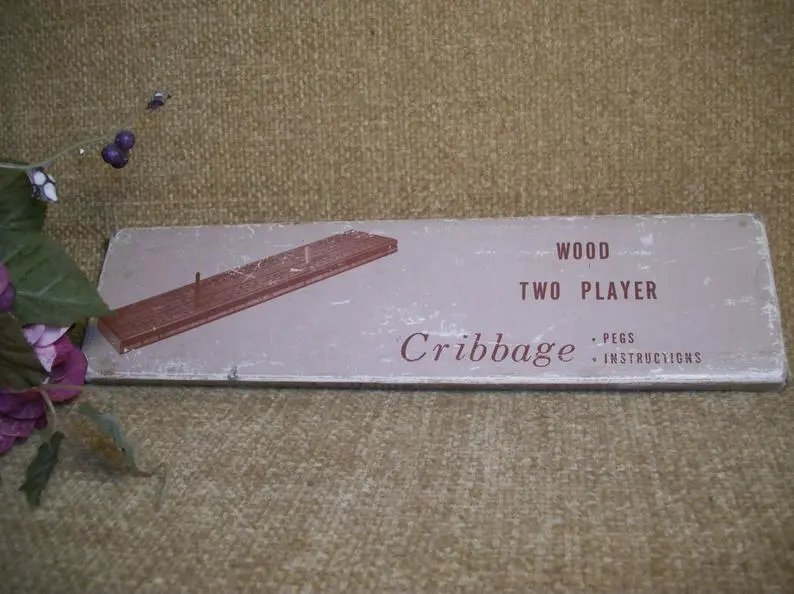 WOOD
TWO PLAYER
Cribbage
• PEGS
• INSTRUCTIONS